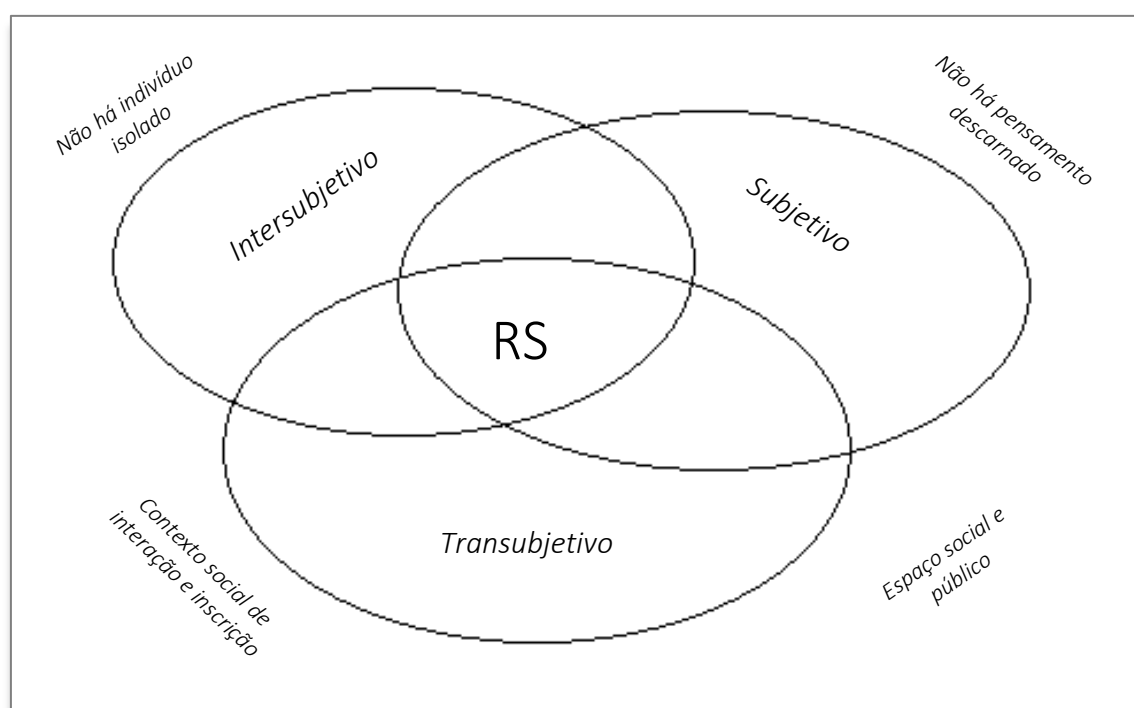 Não há indivíduo
isolado
Não há pensamento
descarnado
Intersubjetivo
Subjetivo
RS
Transubjetivo
Contexto social de
interação e inscrição
Espaço social e
público